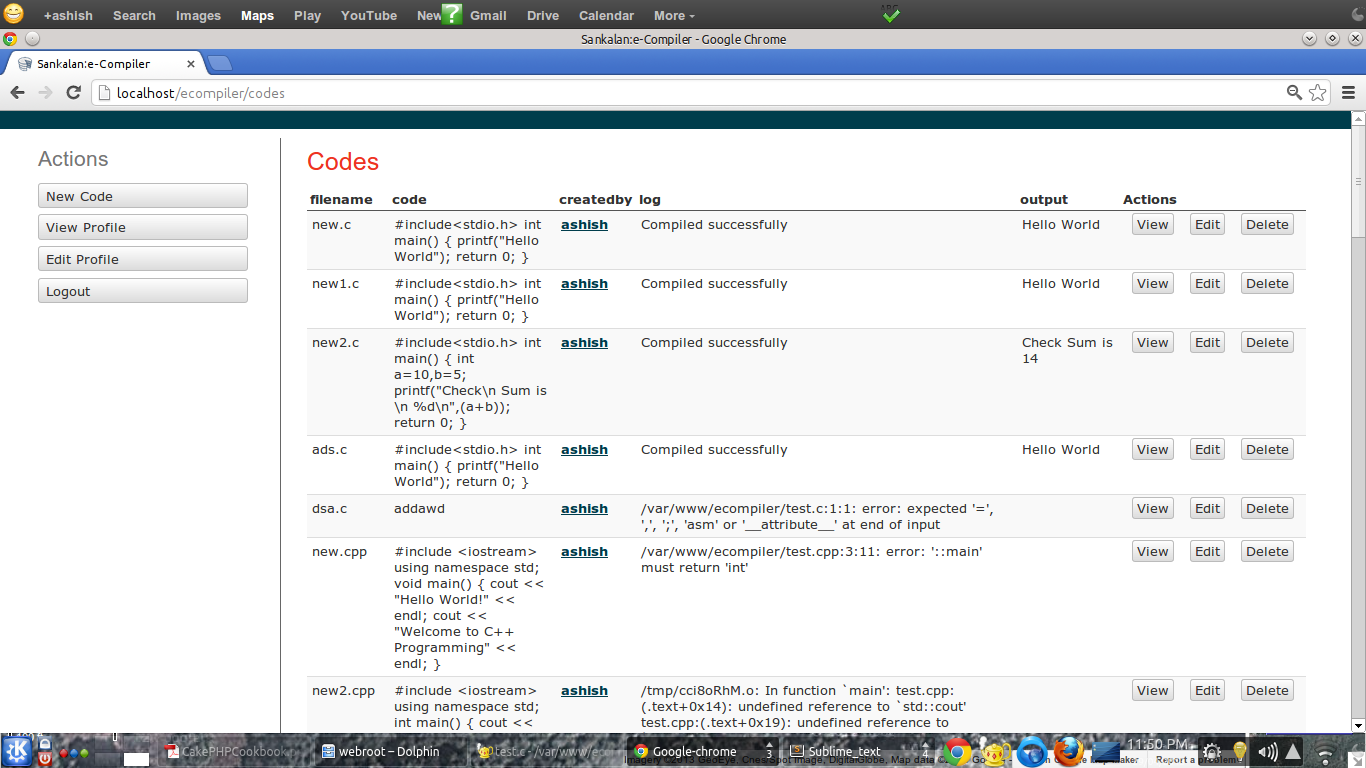 +ashish Search Images Maps Play YouTube New Gmail Drive Calendar More
Sankalan:e-Compiler - Google Chrome
Sankalan:e-Compiler
localhost/ecompiler/codes
Actions
New Code
View Profile
Edit Profile
Logout
Codes
filename code createdby log output Actions
new.c #include<stdio.h> int ashish Compiled successfully Hello World View Edit Delete
main() { printf("Hello
World"); return 0; }
new1.c #include<stdio.h> int ashish Compiled successfully Hello World View Edit Delete
main() { printf("Hello
World"); return 0; }
new2.c #include<stdio.h> int ashish Compiled successfully Check Sum is View Edit Delete
main() { int 14
a=10,b=5;
printf("Check\n Sum is
\n %d\n",(a+b));
return 0; }
ads.c #include<stdio.h> int ashish Compiled successfully Hello World View Edit Delete
main() { printf("Hello
World"); return 0; }
dsa.c addawd ashish /var/www/ecompiler/test.c:1:1: error: expected '=', View Edit Delete
',', ';', 'asm' or '__attribute__' at end of input
new.cpp #include <iostream> ashish /var/www/ecompiler/test.cpp:3:11: error: '::main' View Edit Delete
using namespace std; must return 'int'
void main() { cout <<
"Hello World!" <<
endl; cout <<
"Welcome to C++
Programming" <<
endl; }
new2.cpp #include <iostream> ashish /tmp/cci8oRhM.o: In function `main': test.cpp: View Edit Delete
using namespace std; (.text+0x14): undefined reference to `std::cout'
int main() { cout << test.cpp:(.text+0x19): undefined reference to
CakePHPCookbook webroot – Dolphin test.c - /var/www/ecom Google-chrome 3 Sublime_text 4 11:50 PM
Report a problem